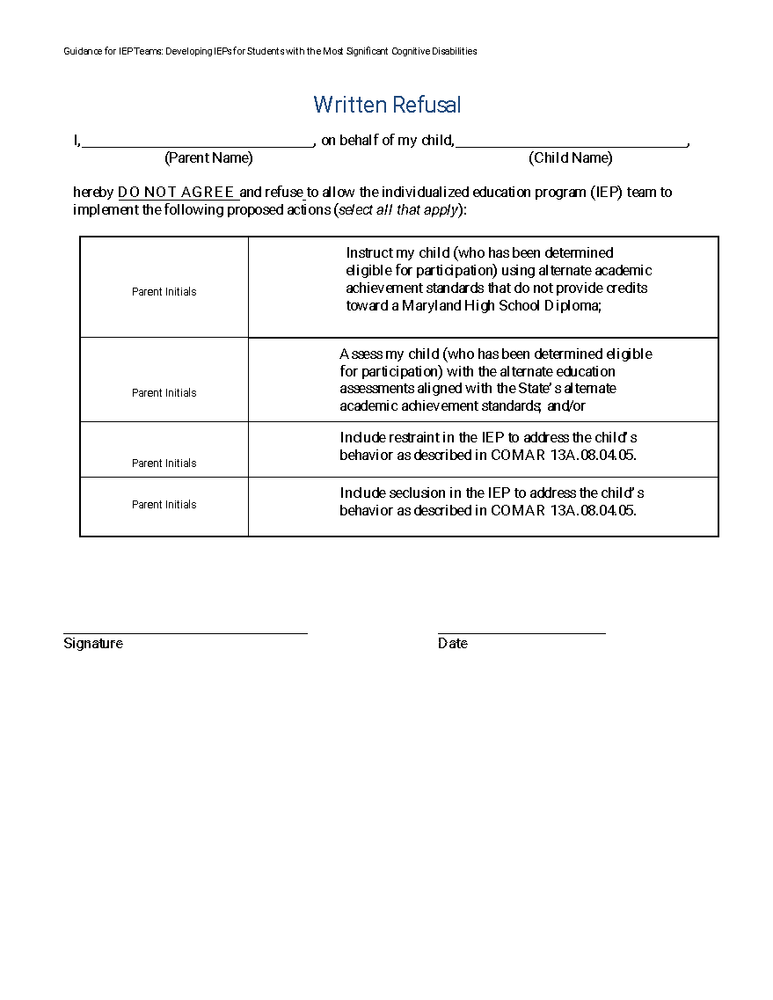 Guidance for IEP Teams: Developing IEPs for Students with the Most Significant Cognitive Disabilities
Written Refusal
I,____________________________, on behalf of my child,____________________________,
(Parent Name) (Child Name)
hereby DO NOT AGREE and refuse to allow the individualized education program (IEP) team to
implement the following proposed actions (select all that apply):
Parent Initials
Instruct my child (who has been determined
eligible for participation) using alternate academic
achievement standards that do not provide credits
toward a Maryland High School Diploma;
Parent Initials
Assess my child (who has been determined eligible
for participation) with the alternate education
assessments aligned with the State's alternate
academic achievement standards; and/or
Parent Initials
Include restraint in the IEP to address the child's
behavior as described in COMAR 13A.08.04.05.
Parent Initials
Include seclusion in the IEP to address the child's
behavior as described in COMAR 13A.08.04.05.
Signature Date